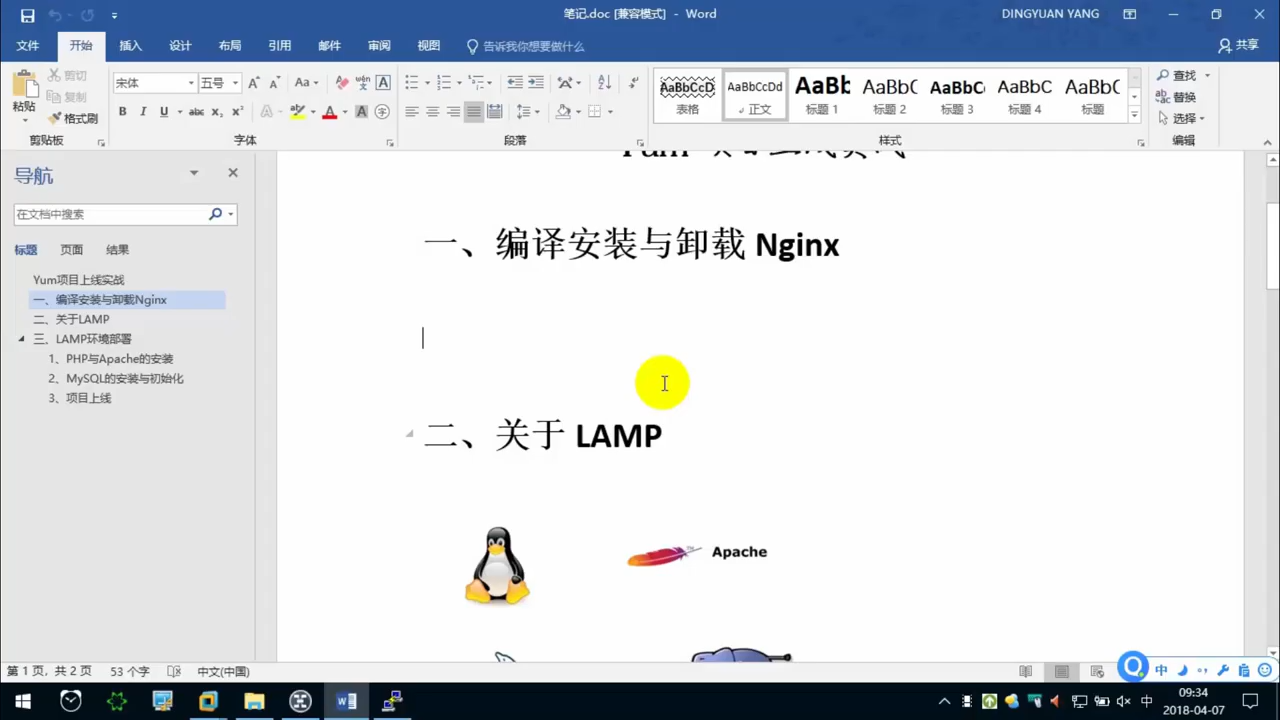 笔记.doc [兼容模式] - Word
DINGYUAN YANG
文件 开始 插入 设计 布局 引用 邮件 审阅 视图 告诉我你想要做什么 共享
粘贴 剪切 复制 格式刷
宋体 五号
AaBbCcD AaBbCcDd AaBb AaBbC AaBbC AaBbC AaBbC
表格 正文 标题 1 标题 2 标题 3 标题 4 标题
查找 替换 选择
剪贴板 字体 段落 样式 编辑
导航
在文档中搜索
标题 页面 结果
Yum项目上线实战
一、编译安装与卸载Nginx
二、关于LAMP
三、LAMP环境部署
1、PHP与Apache的安装
2、MySQL的安装与初始化
3、项目上线
一、编译安装与卸载 Nginx
二、关于 LAMP
Apache
第 1 页，共 2 页 53 个字 中文(中国)
中
中
09:34
2018-04-07